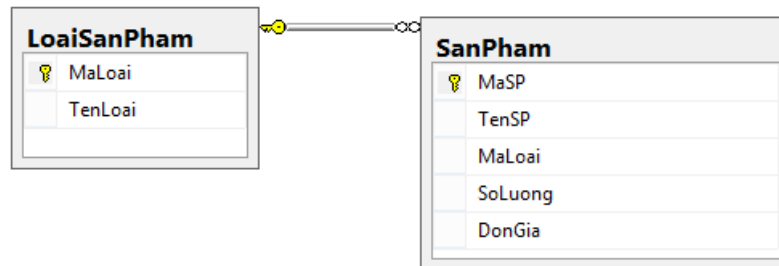 LoaiSanPham
MaLoai
TenLoai
SanPham
MaSP
TenSP
MaLoai
SoLuong
DonGia